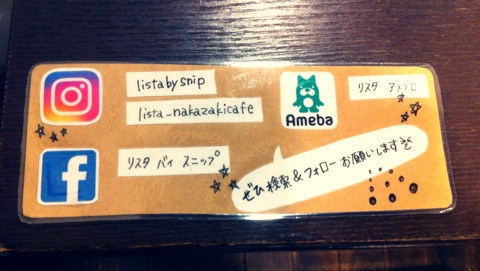 listabysnip
lista_nakazakicafe
Ameba
リスタ アメブロ
リスタ バイ スニップ
ぜひ検索&フォローお願いします